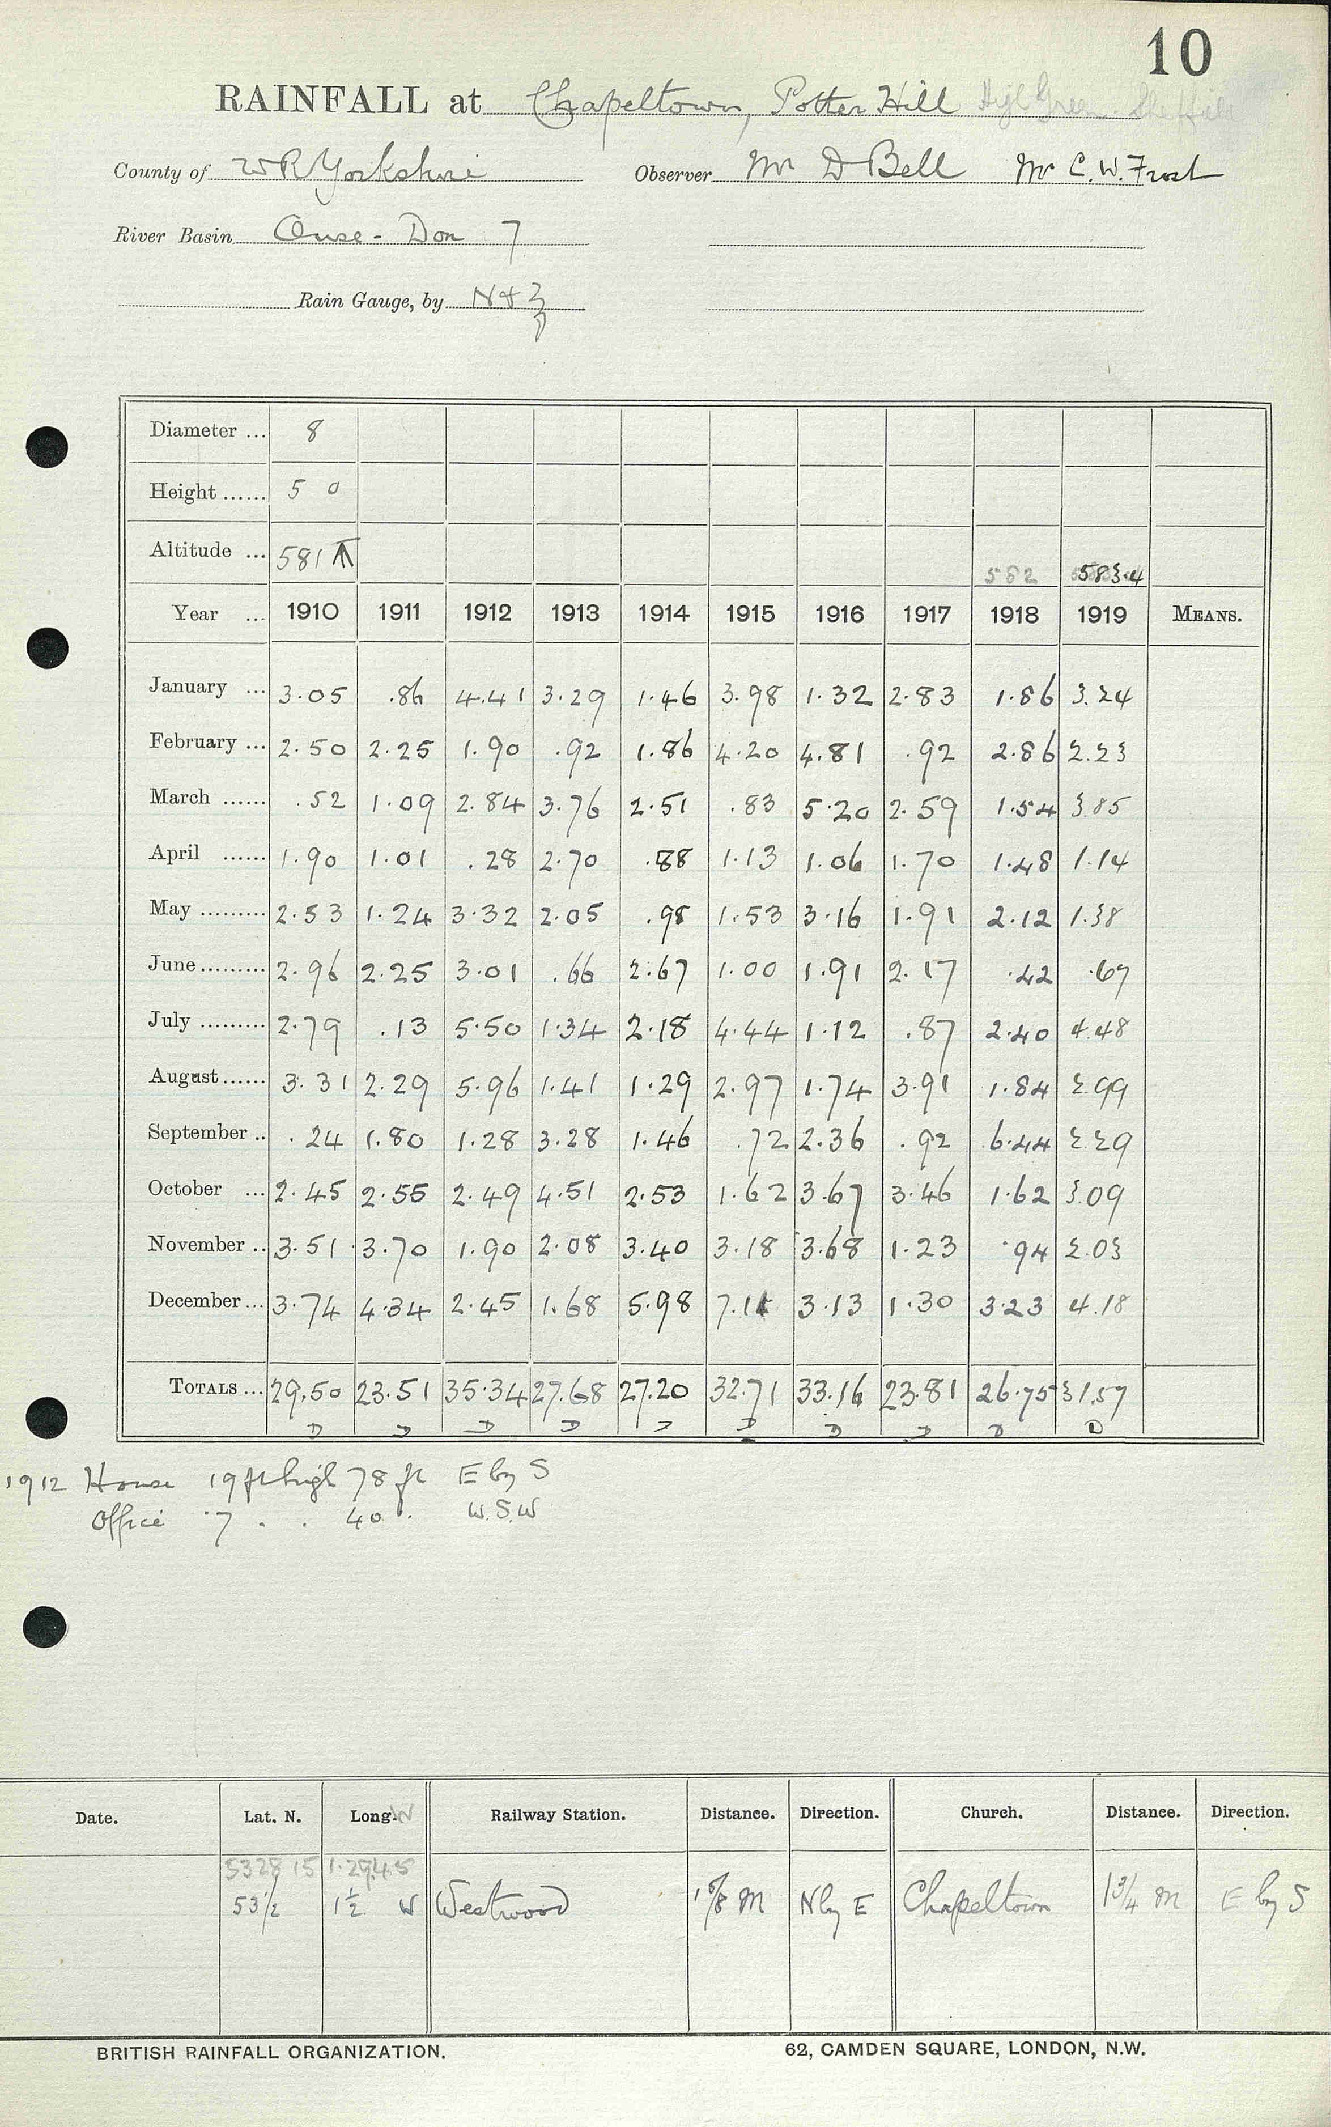 10
RAINFALL at Chapeltown, Potter Hill High Green Sheffield
County of W R Yorkshire Observer Mr D Bell Mr C. W. Frost
River Basin Ouse - Don 7
Rain Gauge, by N & Z
Diameter ... 8
Height ...... 5 0
Altitude ... 581 582 583.4
Year ... 1910 1911 1912 1913 1914 1915 1916 1917 1918 1919 MEANS.
January ... 3.05 .86 4.41 3.29 1.46 3.98 1.32 2.83 1.86 3.24
February ... 2.50 2.25 1.90 .92 1.86 4.20 4.81 .92 2.86 2.23
March ...... .52 1.09 2.84 3.76 2.51 .83 5.20 2.59 1.54 3.85
April ...... 1.90 1.01 .28 2.70 .88 1.13 1.06 1.70 1.48 1.14
May ......... 2.53 1.24 3.32 2.05 .98 1.53 3.16 1.91 2.12 1.38
June ......... 2.96 2.25 3.01 .66 2.67 1.00 1.91 2.17 .42 .67
July ......... 2.79 .13 5.50 1.34 2.18 4.44 1.12 .87 2.40 4.48
August...... 3.31 2.29 5.96 1.41 1.29 2.97 1.74 3.91 1.84 2.99
September .. .24 1.80 1.28 3.28 1.46 .72 2.36 .92 6.44 2.29
October ... 2.45 2.55 2.49 4.51 2.53 1.62 3.67 3.46 1.62 3.09
November .. 3.51 3.70 1.90 2.08 3.40 3.18 3.68 1.23 .94 2.03
December ... 3.74 4.34 2.45 1.68 5.98 7.11 3.13 1.30 3.23 4.18
TOTALS ... 29.50 23.51 35.34 27.68 27.20 32.71 33.16 23.81 26.75 31.57
D D D D D D D D D D
1912 House 19 ft high 78 ft E by S
Office 7 . . 40 . W.S.W
Date. Lat. N. Long. W Railway Station. Distance. Direction. Church. Distance. Direction.
53 28 15 1.29.45
53 1/2 1 1/2 W Westwood 1 5/8 M N by E Chapeltown 1 3/4 M E by S
BRITISH RAINFALL ORGANIZATION. 62, CAMDEN SQUARE, LONDON, N.W.